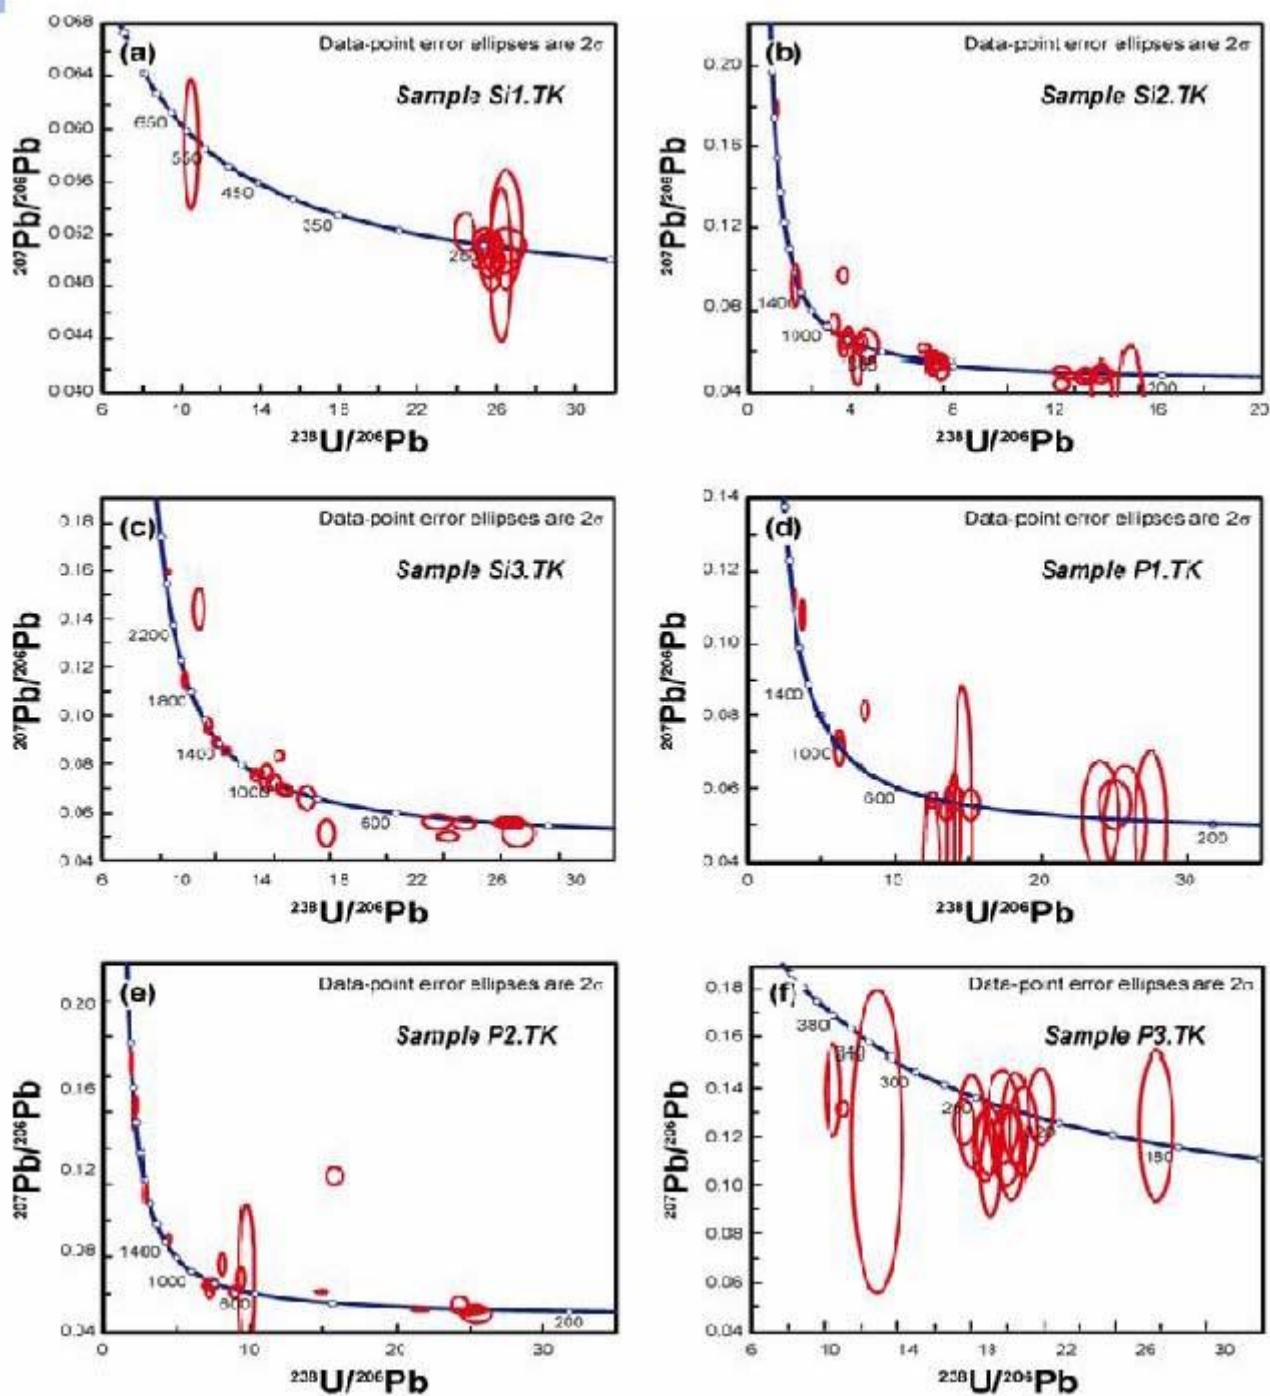 (a)
Data-point error ellipses are 2σ
Sample Si1.TK
0.068
0.064
0.060
0.056
0.052
0.048
0.044
0.040
650
550
450
350
6 10 14 18 22 26 30
207Pb/206Pb
238U/206Pb
(b)
Data-point error ellipses are 2σ
Sample Si2.TK
0.20
0.16
0.12
0.08
0.04
1400
1000
0 4 8 12 16 20
207Pb/206Pb
238U/206Pb
(c)
Data-point error ellipses are 2σ
Sample Si3.TK
0.18
0.16
0.14
0.12
0.10
0.08
0.06
0.04
2200
1800
1400
1000
600
6 10 14 18 22 26 30
207Pb/206Pb
238U/206Pb
(d)
Data-point error ellipses are 2σ
Sample P1.TK
0.14
0.12
0.10
0.08
0.06
0.04
1400
1000
600
200
0 10 20 30
207Pb/206Pb
238U/206Pb
(e)
Data-point error ellipses are 2σ
Sample P2.TK
0.20
0.16
0.12
0.08
0.04
1400
1000
600
200
0 10 20 30
207Pb/206Pb
238U/206Pb
(f)
Data-point error ellipses are 2σ
Sample P3.TK
0.18
0.16
0.14
0.12
0.10
0.08
0.06
0.04
380
340
300
180
6 10 14 18 22 26 30
207Pb/206Pb
238U/206Pb